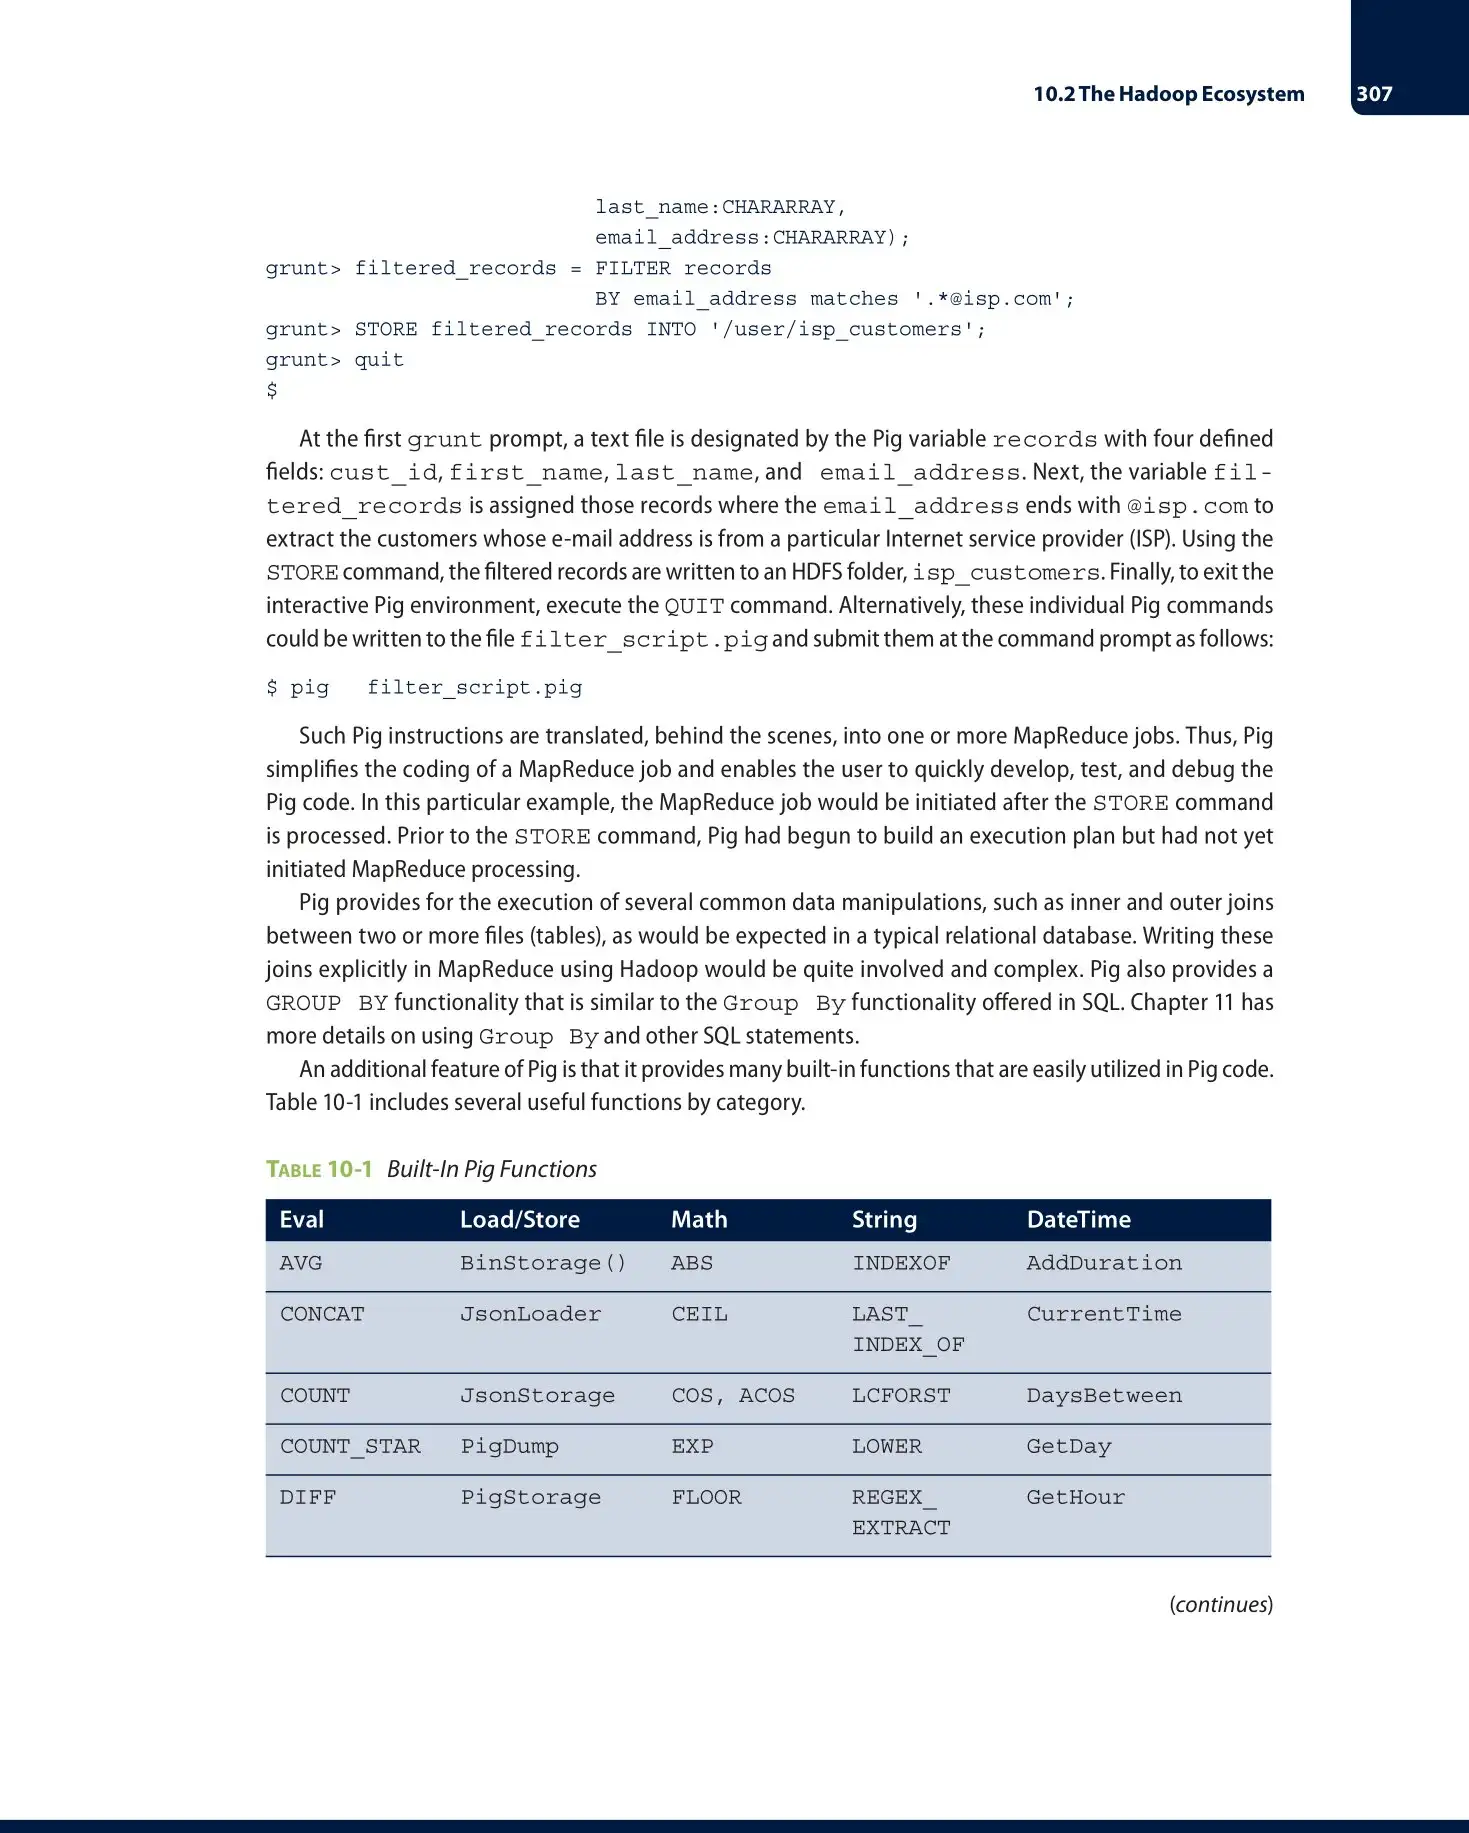 10.2 The Hadoop Ecosystem 307
last_name:CHARARRAY,
email_address:CHARARRAY);
grunt> filtered_records = FILTER records
BY email_address matches '.*@isp.com';
grunt> STORE filtered_records INTO '/user/isp_customers';
grunt> quit
$
At the first grunt prompt, a text file is designated by the Pig variable records with four defined
fields: cust_id, first_name, last_name, and email_address. Next, the variable fil-
tered_records is assigned those records where the email_address ends with @isp.com to
extract the customers whose e-mail address is from a particular Internet service provider (ISP). Using the
STORE command, the filtered records are written to an HDFS folder, isp_customers. Finally, to exit the
interactive Pig environment, execute the QUIT command. Alternatively, these individual Pig commands
could be written to the file filter_script.pig and submit them at the command prompt as follows:
$ pig filter_script.pig
Such Pig instructions are translated, behind the scenes, into one or more MapReduce jobs. Thus, Pig
simplifies the coding of a MapReduce job and enables the user to quickly develop, test, and debug the
Pig code. In this particular example, the MapReduce job would be initiated after the STORE command
is processed. Prior to the STORE command, Pig had begun to build an execution plan but had not yet
initiated MapReduce processing.
Pig provides for the execution of several common data manipulations, such as inner and outer joins
between two or more files (tables), as would be expected in a typical relational database. Writing these
joins explicitly in MapReduce using Hadoop would be quite involved and complex. Pig also provides a
GROUP BY functionality that is similar to the Group By functionality offered in SQL. Chapter 11 has
more details on using Group By and other SQL statements.
An additional feature of Pig is that it provides many built-in functions that are easily utilized in Pig code.
Table 10-1 includes several useful functions by category.
TABLE 10-1 Built-In Pig Functions
Eval Load/Store Math String DateTime
AVG BinStorage() ABS INDEXOF AddDuration
CONCAT JsonLoader CEIL LAST_ CurrentTime
INDEX_OF
COUNT JsonStorage COS, ACOS LCFORST DaysBetween
COUNT_STAR PigDump EXP LOWER GetDay
DIFF PigStorage FLOOR REGEX_ GetHour
EXTRACT
(continues)